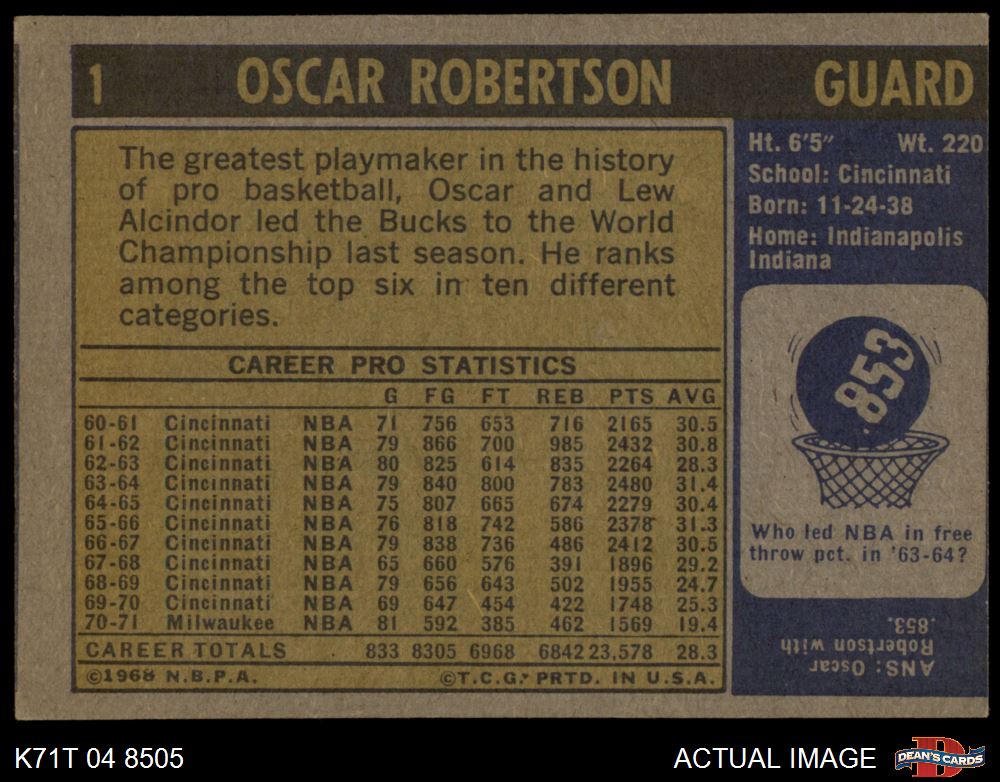 1 OSCAR ROBERTSON GUARD
The greatest playmaker in the history
of pro basketball, Oscar and Lew
Alcindor led the Bucks to the World
Championship last season. He ranks
among the top six in ten different
categories.
CAREER PRO STATISTICS
G FG FT REB PTS AVG
60-61 Cincinnati NBA 71 756 653 716 2165 30.5
61-62 Cincinnati NBA 79 866 700 985 2432 30.8
62-63 Cincinnati NBA 80 825 614 835 2264 28.3
63-64 Cincinnati NBA 79 840 800 783 2480 31.4
64-65 Cincinnati NBA 75 807 665 674 2279 30.4
65-66 Cincinnati NBA 76 818 742 586 2378 31.3
66-67 Cincinnati NBA 79 838 736 486 2412 30.5
67-68 Cincinnati NBA 65 660 576 391 1896 29.2
68-69 Cincinnati NBA 79 656 643 502 1955 24.7
69-70 Cincinnati NBA 69 647 454 422 1748 25.3
70-71 Milwaukee NBA 81 592 385 462 1569 19.4
CAREER TOTALS 833 8305 6968 6842 23,578 28.3
©1968 N.B.P.A. ©T.C.G. PRTD. IN U.S.A.
Ht. 6'5" Wt. 220
School: Cincinnati
Born: 11-24-38
Home: Indianapolis
Indiana
853
Who led NBA in free
throw pct. in '63-64?
ANS: Oscar
Robertson with
.853.
K71T 04 8505 ACTUAL IMAGE D DEAN'S CARDS